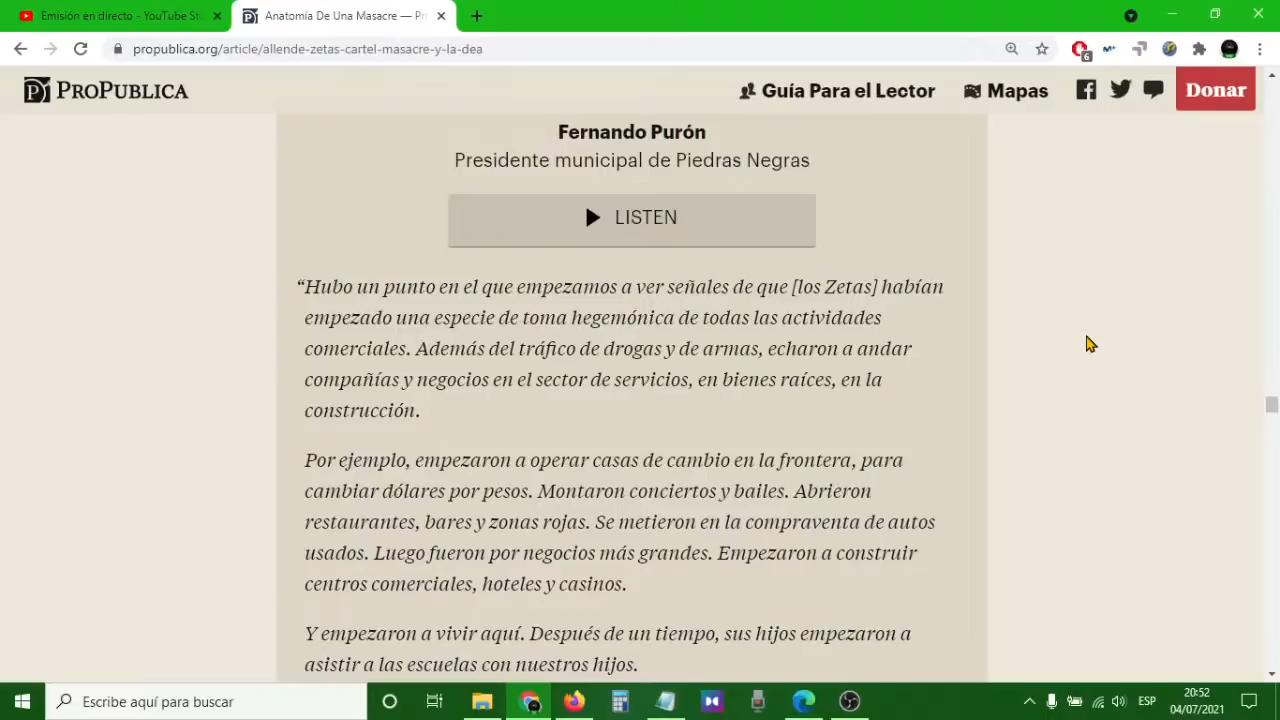 Emisión en directo - YouTube Stu
Anatomía De Una Masacre — Pr
propublica.org/article/allende-zetas-cartel-masacre-y-la-dea
6
PROPUBLICA
Guía Para el Lector
Mapas
Donar
Fernando Purón
Presidente municipal de Piedras Negras
LISTEN
“Hubo un punto en el que empezamos a ver señales de que [los Zetas] habían
empezado una especie de toma hegemónica de todas las actividades
comerciales. Además del tráfico de drogas y de armas, echaron a andar
compañías y negocios en el sector de servicios, en bienes raíces, en la
construcción.
Por ejemplo, empezaron a operar casas de cambio en la frontera, para
cambiar dólares por pesos. Montaron conciertos y bailes. Abrieron
restaurantes, bares y zonas rojas. Se metieron en la compraventa de autos
usados. Luego fueron por negocios más grandes. Empezaron a construir
centros comerciales, hoteles y casinos.
Y empezaron a vivir aquí. Después de un tiempo, sus hijos empezaron a
asistir a las escuelas con nuestros hijos.
Escribe aquí para buscar
ESP
20:52
04/07/2021